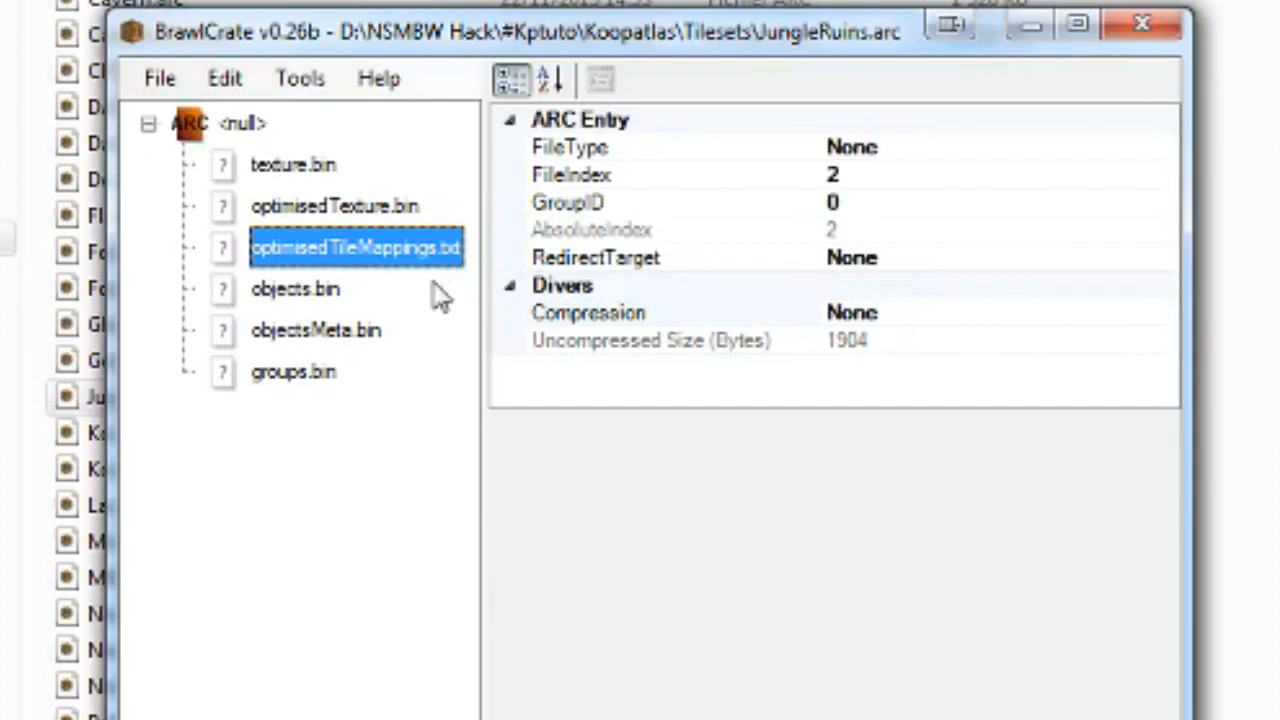 BrawlCrate v0.26b - D:\NSMBW Hack\#Kptuto\Koopatlas\Tilesets\JungleRuins.arc
File Edit Tools Help
ARC <null>
texture.bin
optimisedTexture.bin
optimisedTileMappings.txt
objects.bin
objectsMeta.bin
groups.bin
ARC Entry
FileType None
FileIndex 2
GroupID 0
AbsoluteIndex 2
RedirectTarget None
Divers
Compression None
Uncompressed Size (Bytes) 1904